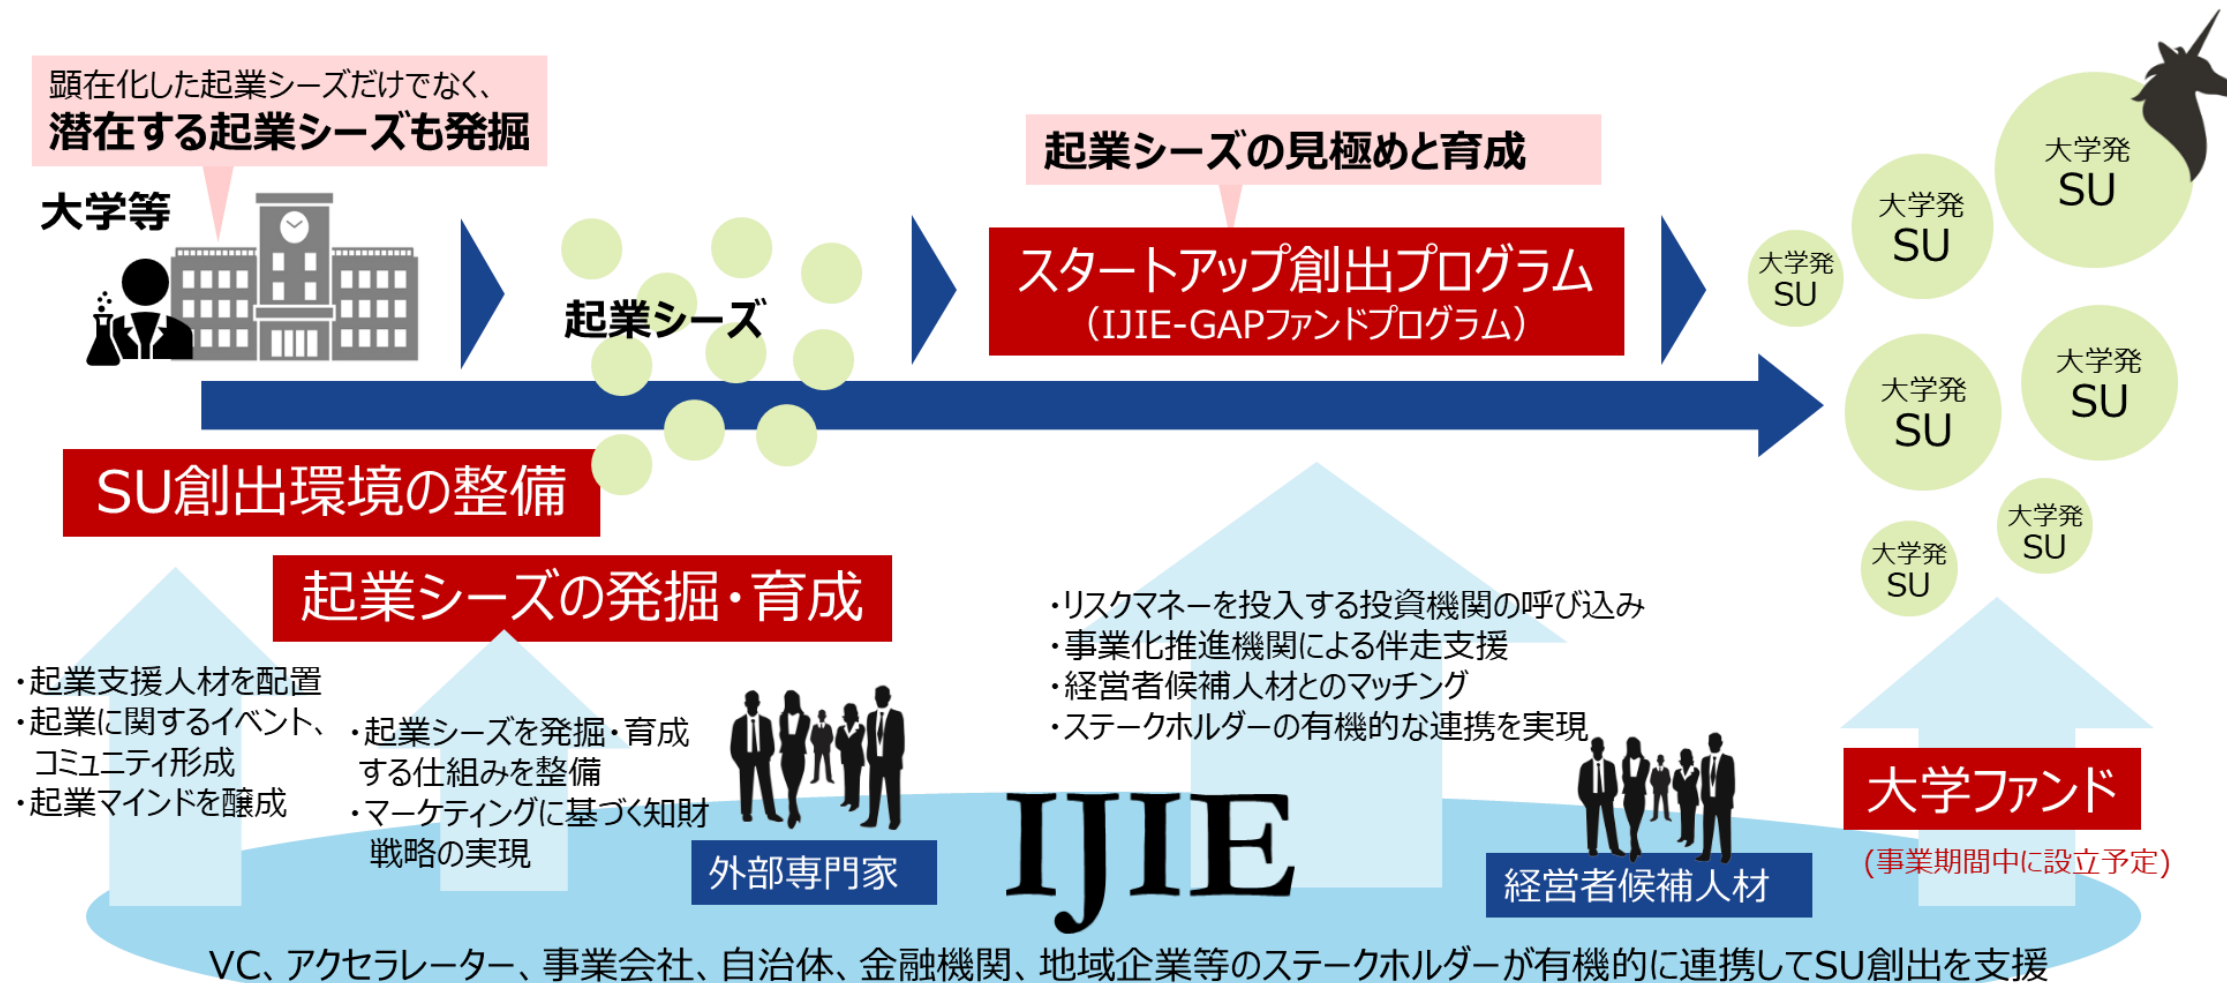 顕在化した起業シーズだけでなく、
潜在する起業シーズも発掘
大学等
起業シーズ
起業シーズの見極めと育成
スタートアップ創出プログラム
（IJIE-GAPファンドプログラム）
大学発
SU
大学発
SU
大学発
SU
大学発
SU
大学発
SU
大学発
SU
大学発
SU
SU創出環境の整備
起業シーズの発掘・育成
・起業支援人材を配置
・起業に関するイベント、
コミュニティ形成
・起業マインドを醸成
・起業シーズを発掘・育成
する仕組みを整備
・マーケティングに基づく知財
戦略の実現
外部専門家
・リスクマネーを投入する投資機関の呼び込み
・事業化推進機関による伴走支援
・経営者候補人材とのマッチング
・ステークホルダーの有機的な連携を実現
IJIE
経営者候補人材
大学ファンド
(事業期間中に設立予定)
VC、アクセラレーター、事業会社、自治体、金融機関、地域企業等のステークホルダーが有機的に連携してSU創出を支援